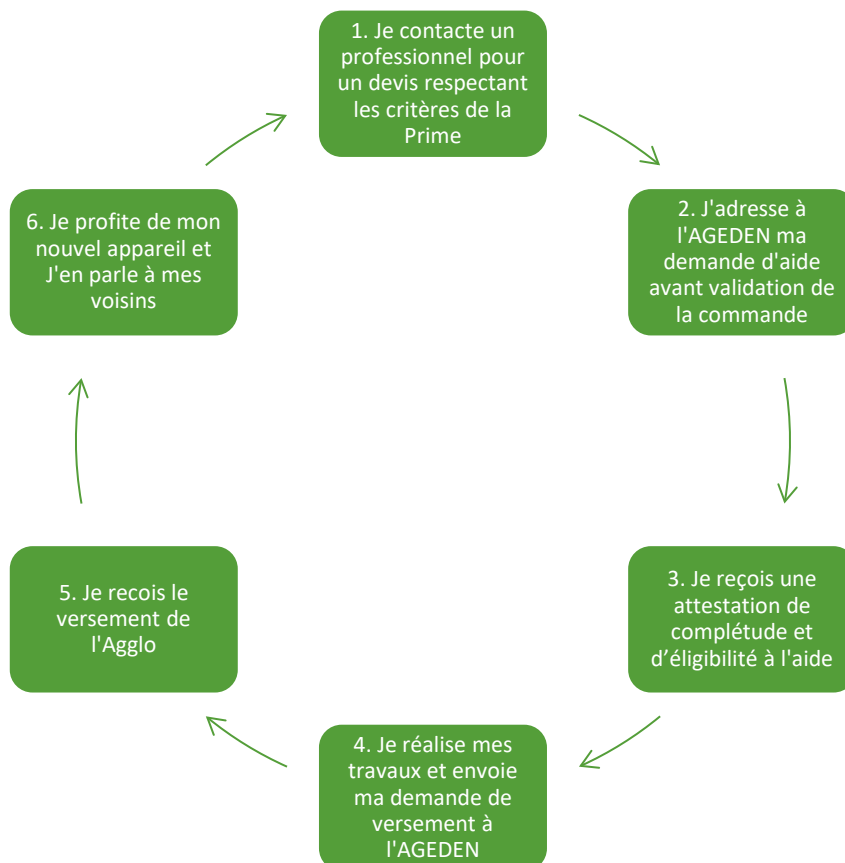 1. Je contacte un
professionnel pour
un devis respectant
les critères de la
Prime
2. J'adresse à
l'AGEDEN ma
demande d'aide
avant validation de
la commande
3. Je reçois une
attestation de
complétude et
d’éligibilité à l'aide
4. Je réalise mes
travaux et envoie
ma demande de
versement à
l'AGEDEN
5. Je recois le
versement de
l'Agglo
6. Je profite de mon
nouvel appareil et
J'en parle à mes
voisins